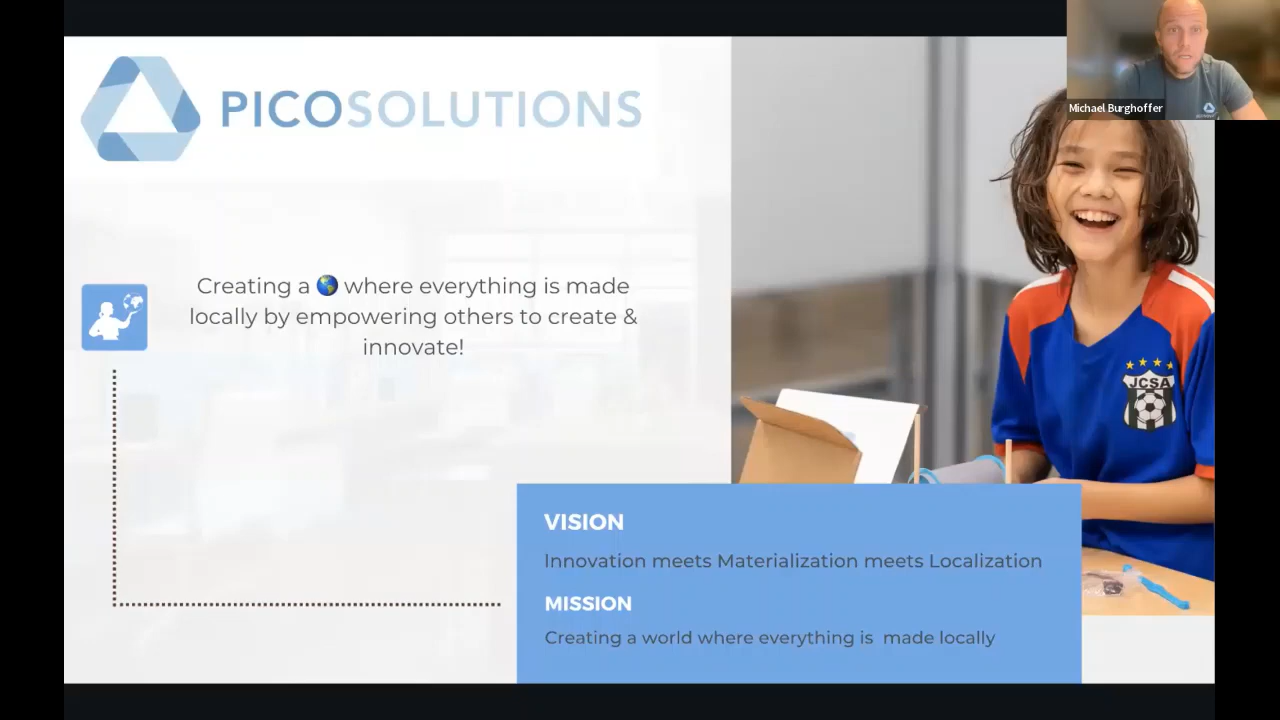 Michael Burghoffer
PICOSOLUTIONS
Creating a 🌎 where everything is made
locally by empowering others to create &
innovate!
JCSA
VISION
Innovation meets Materialization meets Localization
MISSION
Creating a world where everything is  made locally